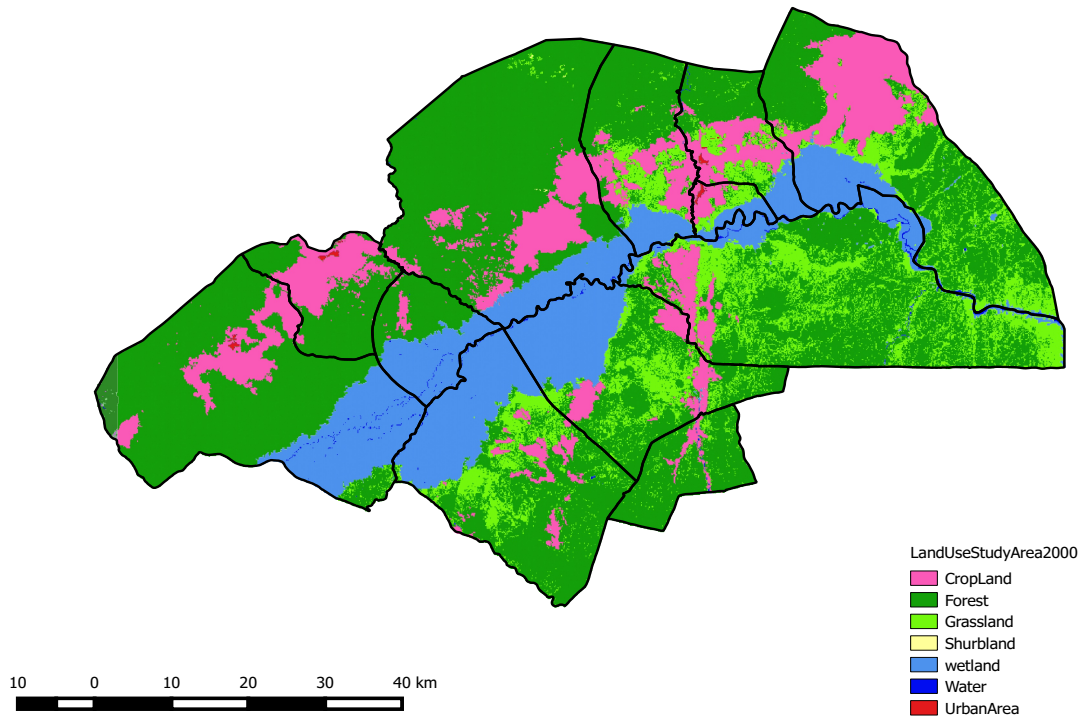 LandUseStudyArea2000
CropLand
Forest
Grassland
Shurbland
wetland
Water
UrbanArea
10 0 10 20 30 40 km